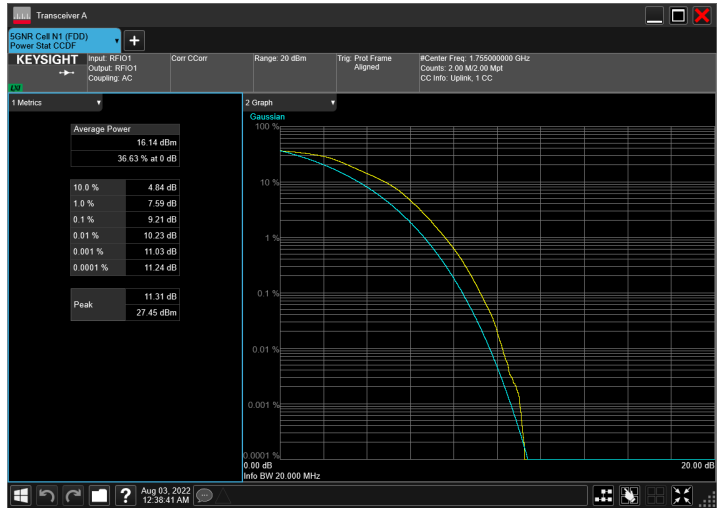 Transceiver A
5GNR Cell N1 (FDD)
Power Stat CCDF
KEYSIGHT
LXI
Input: RFIO1
Output: RFIO1
Coupling: AC
Corr CCorr
Range: 20 dBm
Trig: Prot Frame
Aligned
#Center Freq: 1.755000000 GHz
Counts: 2.00 M/2.00 Mpt
CC Info: Uplink, 1 CC
1 Metrics
Average Power
16.14 dBm
36.63 % at 0 dB
10.0 % 4.84 dB
1.0 % 7.59 dB
0.1 % 9.21 dB
0.01 % 10.23 dB
0.001 % 11.03 dB
0.0001 % 11.24 dB
Peak
11.31 dB
27.45 dBm
2 Graph
Gaussian
100 %
10 %
1 %
0.1 %
0.01 %
0.001 %
0.0001 %
0.00 dB 20.00 dB
Info BW 20.000 MHz
Aug 03, 2022
12:38:41 AM